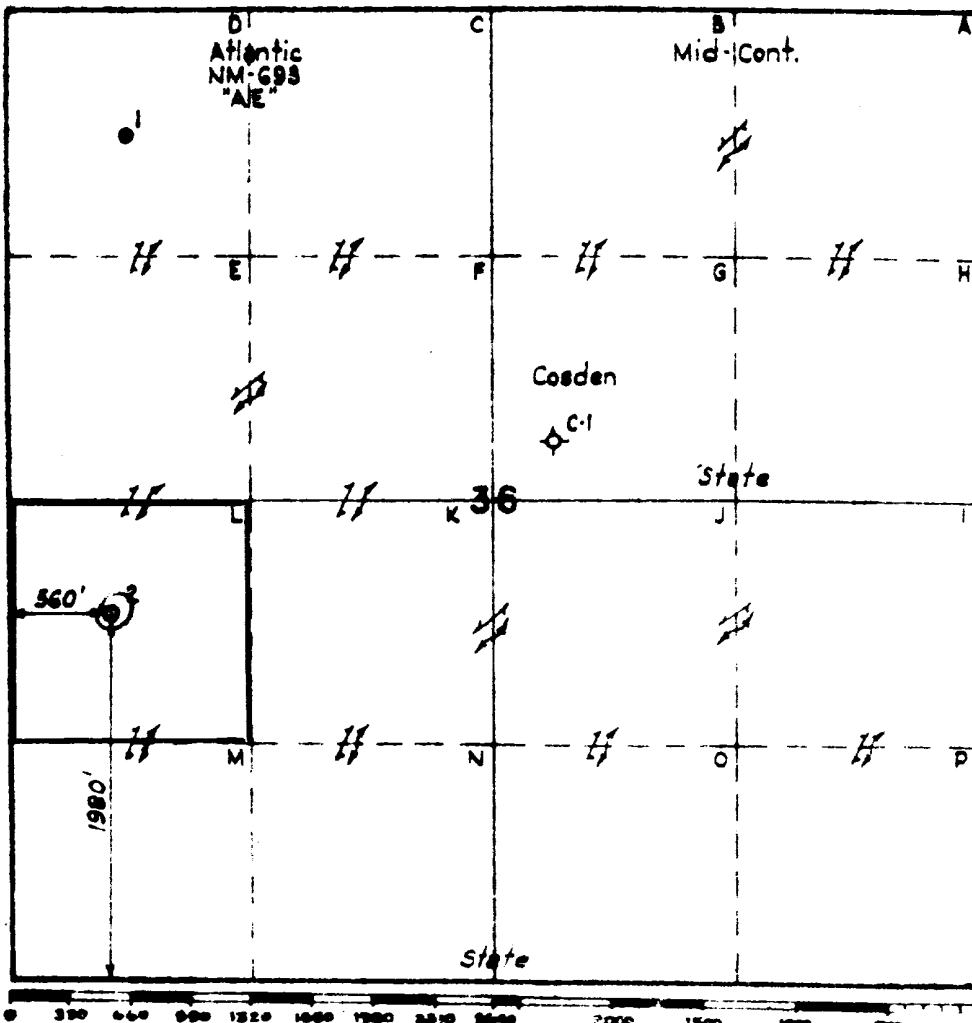 D C B A
Atlantic Mid-Cont.
NM-693
"A/E"
1
E F G H
Cosden
C-1
State
L K 36 J I
560' 2
M N O P
1980'
State
0 330 660 990 1320 1650 1980 2310 2640 2000